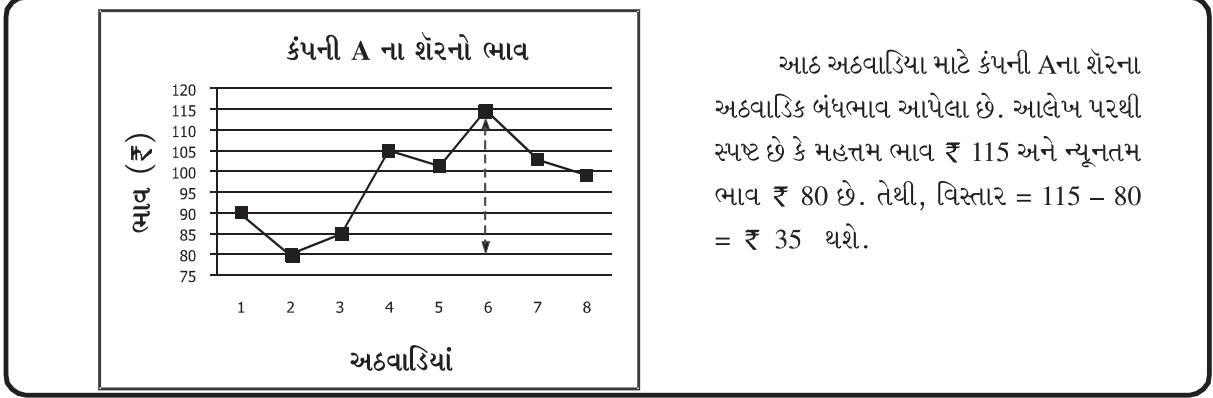 કંપની A ના શૅરનો ભાવ
ભાવ (₹)
120
115
110
105
100
95
90
85
80
75
1 2 3 4 5 6 7 8
અઠવાડિયાં
આઠ અઠવાડિયા માટે કંપની Aના શૅરના
અઠવાડિક બંધભાવ આપેલા છે. આલેખ પરથી
સ્પષ્ટ છે કે મહત્તમ ભાવ ₹ 115 અને ન્યૂનતમ
ભાવ ₹ 80 છે. તેથી, વિસ્તાર = 115 – 80
= ₹ 35 થશે.